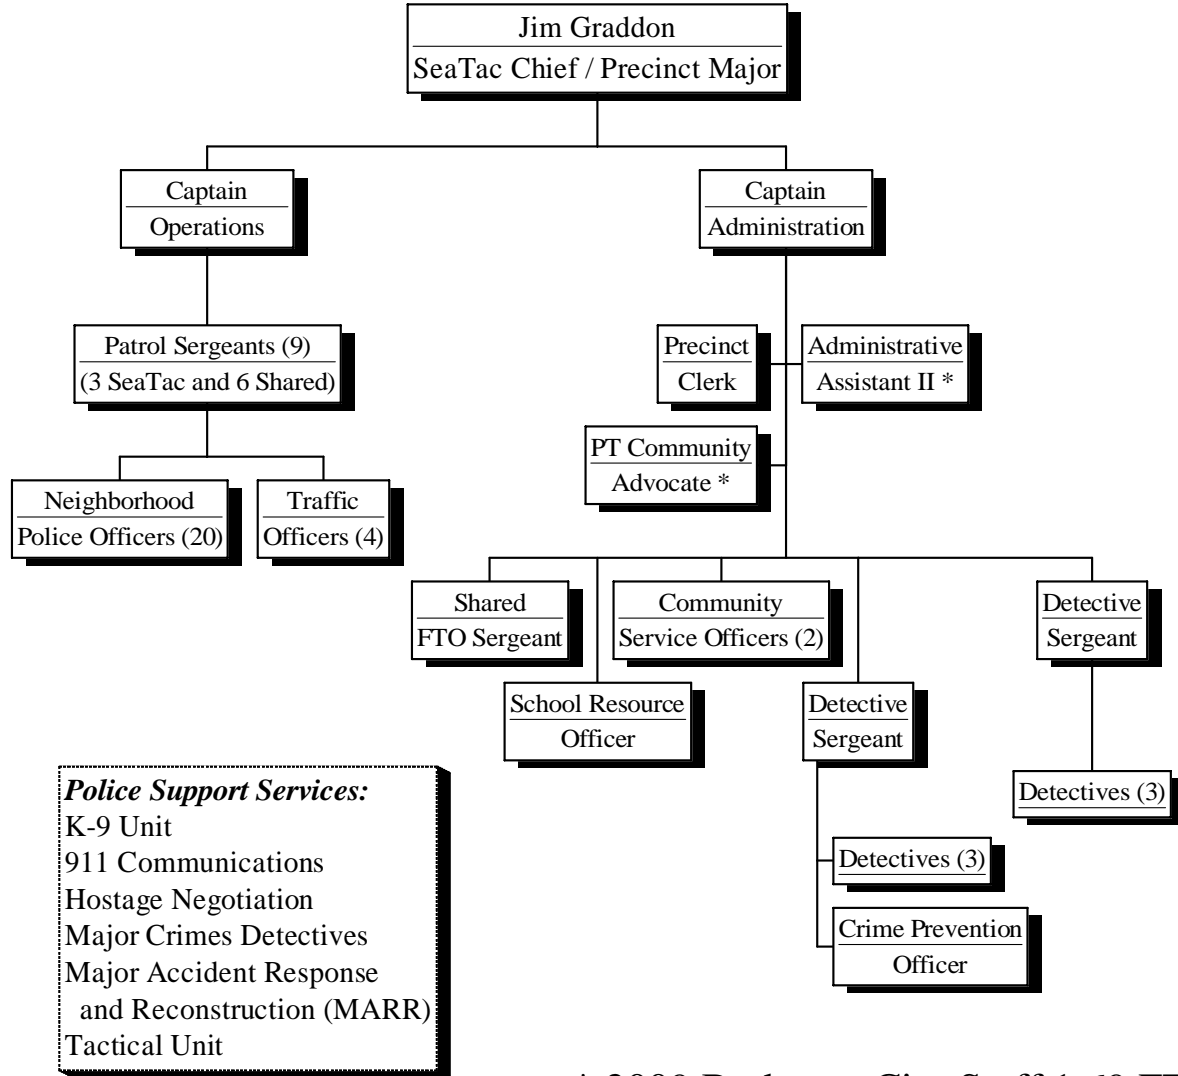 Jim Graddon
SeaTac Chief / Precinct Major
Captain
Operations
Captain
Administration
Patrol Sergeants (9)
(3 SeaTac and 6 Shared)
Precinct
Clerk
Administrative
Assistant II *
PT Community
Advocate *
Neighborhood
Police Officers (20)
Traffic
Officers (4)
Shared
FTO Sergeant
Community
Service Officers (2)
Detective
Sergeant
School Resource
Officer
Detective
Sergeant
Detectives (3)
Detectives (3)
Crime Prevention
Officer
Police Support Services:
K-9 Unit
911 Communications
Hostage Negotiation
Major Crimes Detectives
Major Accident Response
and Reconstruction (MARR)
Tactical Unit